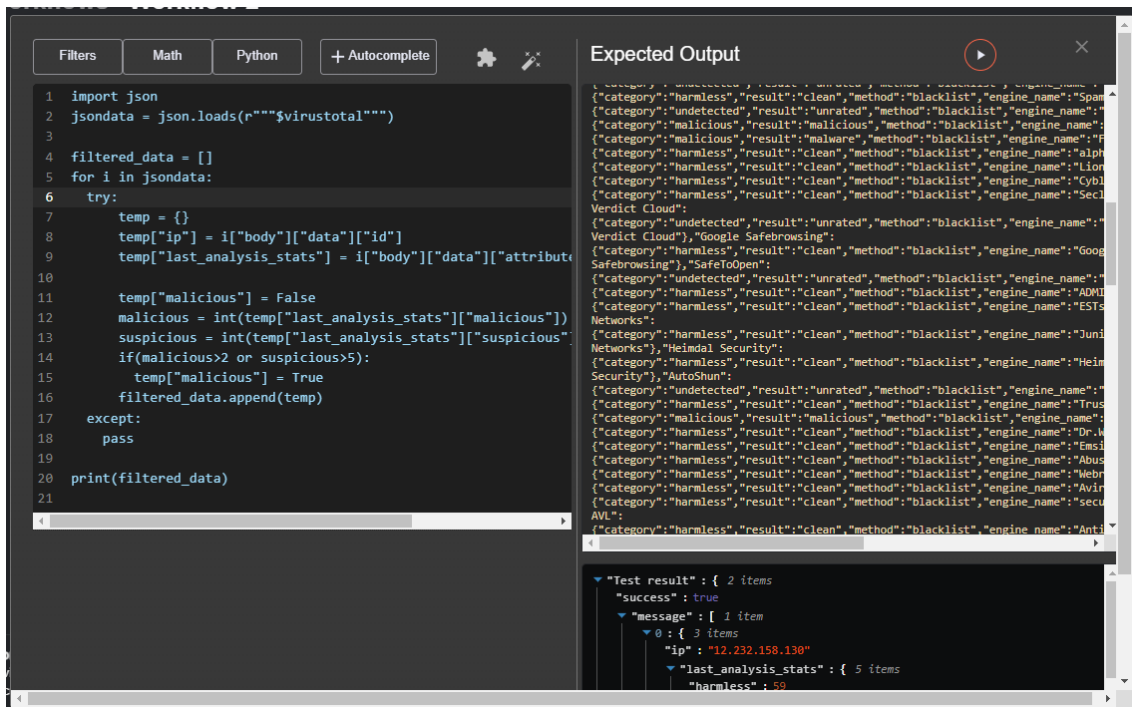 Filters
Math
Python
+ Autocomplete
1 import json
2 jsondata = json.loads(r"""$virustotal""")
3
4 filtered_data = []
5 for i in jsondata:
6 try:
7 temp = {}
8 temp["ip"] = i["body"]["data"]["id"]
9 temp["last_analysis_stats"] = i["body"]["data"]["attribute
10
11 temp["malicious"] = False
12 malicious = int(temp["last_analysis_stats"]["malicious"])
13 suspicious = int(temp["last_analysis_stats"]["suspicious"]
14 if(malicious>2 or suspicious>5):
15 temp["malicious"] = True
16 filtered_data.append(temp)
17 except:
18 pass
19
20 print(filtered_data)
21
Expected Output
{"category":"harmless","result":"clean","method":"blacklist","engine_name":"Spam
{"category":"undetected","result":"unrated","method":"blacklist","engine_name":"
{"category":"malicious","result":"malicious","method":"blacklist","engine_name":
{"category":"malicious","result":"malware","method":"blacklist","engine_name":"F
{"category":"harmless","result":"clean","method":"blacklist","engine_name":"alph
{"category":"harmless","result":"clean","method":"blacklist","engine_name":"Lion
{"category":"harmless","result":"clean","method":"blacklist","engine_name":"Cybl
{"category":"harmless","result":"clean","method":"blacklist","engine_name":"Secl
Verdict Cloud":
{"category":"undetected","result":"unrated","method":"blacklist","engine_name":"
Verdict Cloud"},"Google Safebrowsing":
{"category":"harmless","result":"clean","method":"blacklist","engine_name":"Goog
Safebrowsing"},"SafeToOpen":
{"category":"undetected","result":"unrated","method":"blacklist","engine_name":"
{"category":"harmless","result":"clean","method":"blacklist","engine_name":"ADMI
{"category":"harmless","result":"clean","method":"blacklist","engine_name":"ESTs
Networks":
{"category":"harmless","result":"clean","method":"blacklist","engine_name":"Juni
Networks"},"Heimdal Security":
{"category":"harmless","result":"clean","method":"blacklist","engine_name":"Heim
Security"},"AutoShun":
{"category":"undetected","result":"unrated","method":"blacklist","engine_name":"
{"category":"harmless","result":"clean","method":"blacklist","engine_name":"Trus
{"category":"malicious","result":"malicious","method":"blacklist","engine_name":
{"category":"harmless","result":"clean","method":"blacklist","engine_name":"Dr.W
{"category":"harmless","result":"clean","method":"blacklist","engine_name":"Emsi
{"category":"harmless","result":"clean","method":"blacklist","engine_name":"Abus
{"category":"harmless","result":"clean","method":"blacklist","engine_name":"Webr
{"category":"harmless","result":"clean","method":"blacklist","engine_name":"Avir
{"category":"harmless","result":"clean","method":"blacklist","engine_name":"secu
AVL":
{"category":"harmless","result":"clean","method":"blacklist","engine_name":"Anti
"Test result" : { 2 items
"success" : true
"message" : [ 1 item
0 : { 3 items
"ip" : "12.232.158.130"
"last_analysis_stats" : { 5 items
"harmless" : 59